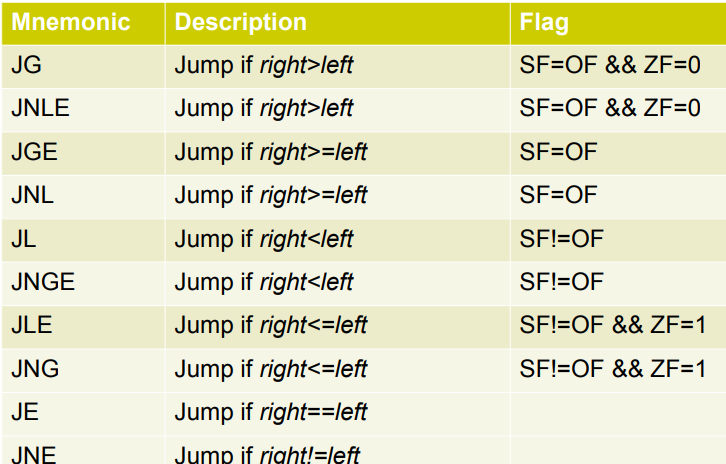 Mnemonic Description Flag
JG Jump if right>left SF=OF && ZF=0
JNLE Jump if right>left SF=OF && ZF=0
JGE Jump if right>=left SF=OF
JNL Jump if right>=left SF=OF
JL Jump if right<left SF!=OF
JNGE Jump if right<left SF!=OF
JLE Jump if right<=left SF!=OF && ZF=1
JNG Jump if right<=left SF!=OF && ZF=1
JE Jump if right==left
JNE Jump if right!=left